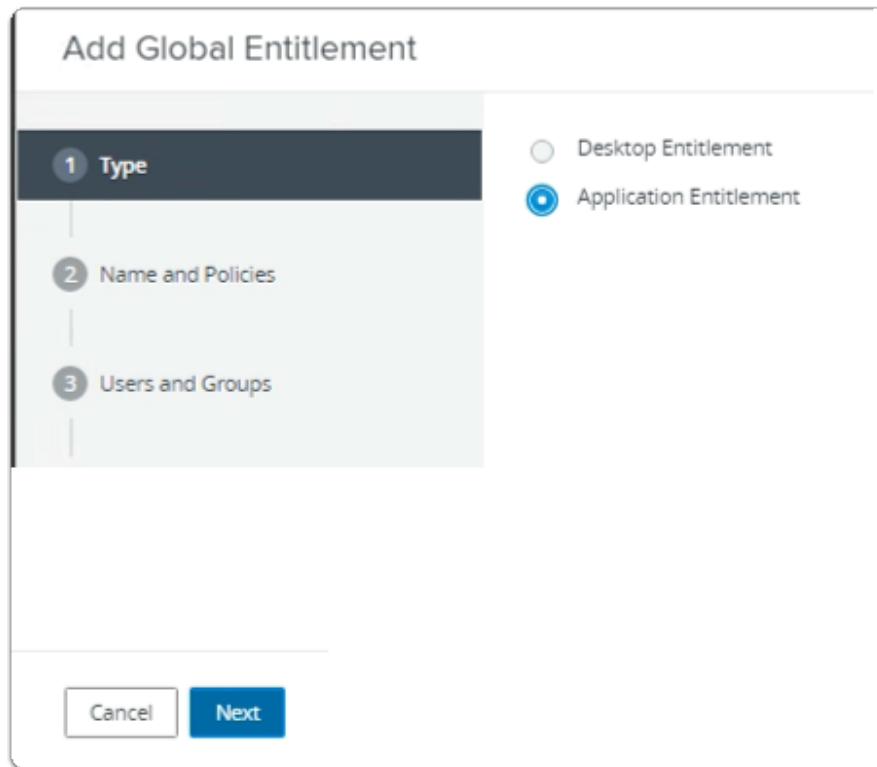 Add Global Entitlement
1 Type
Desktop Entitlement
Application Entitlement
2 Name and Policies
3 Users and Groups
Cancel Next